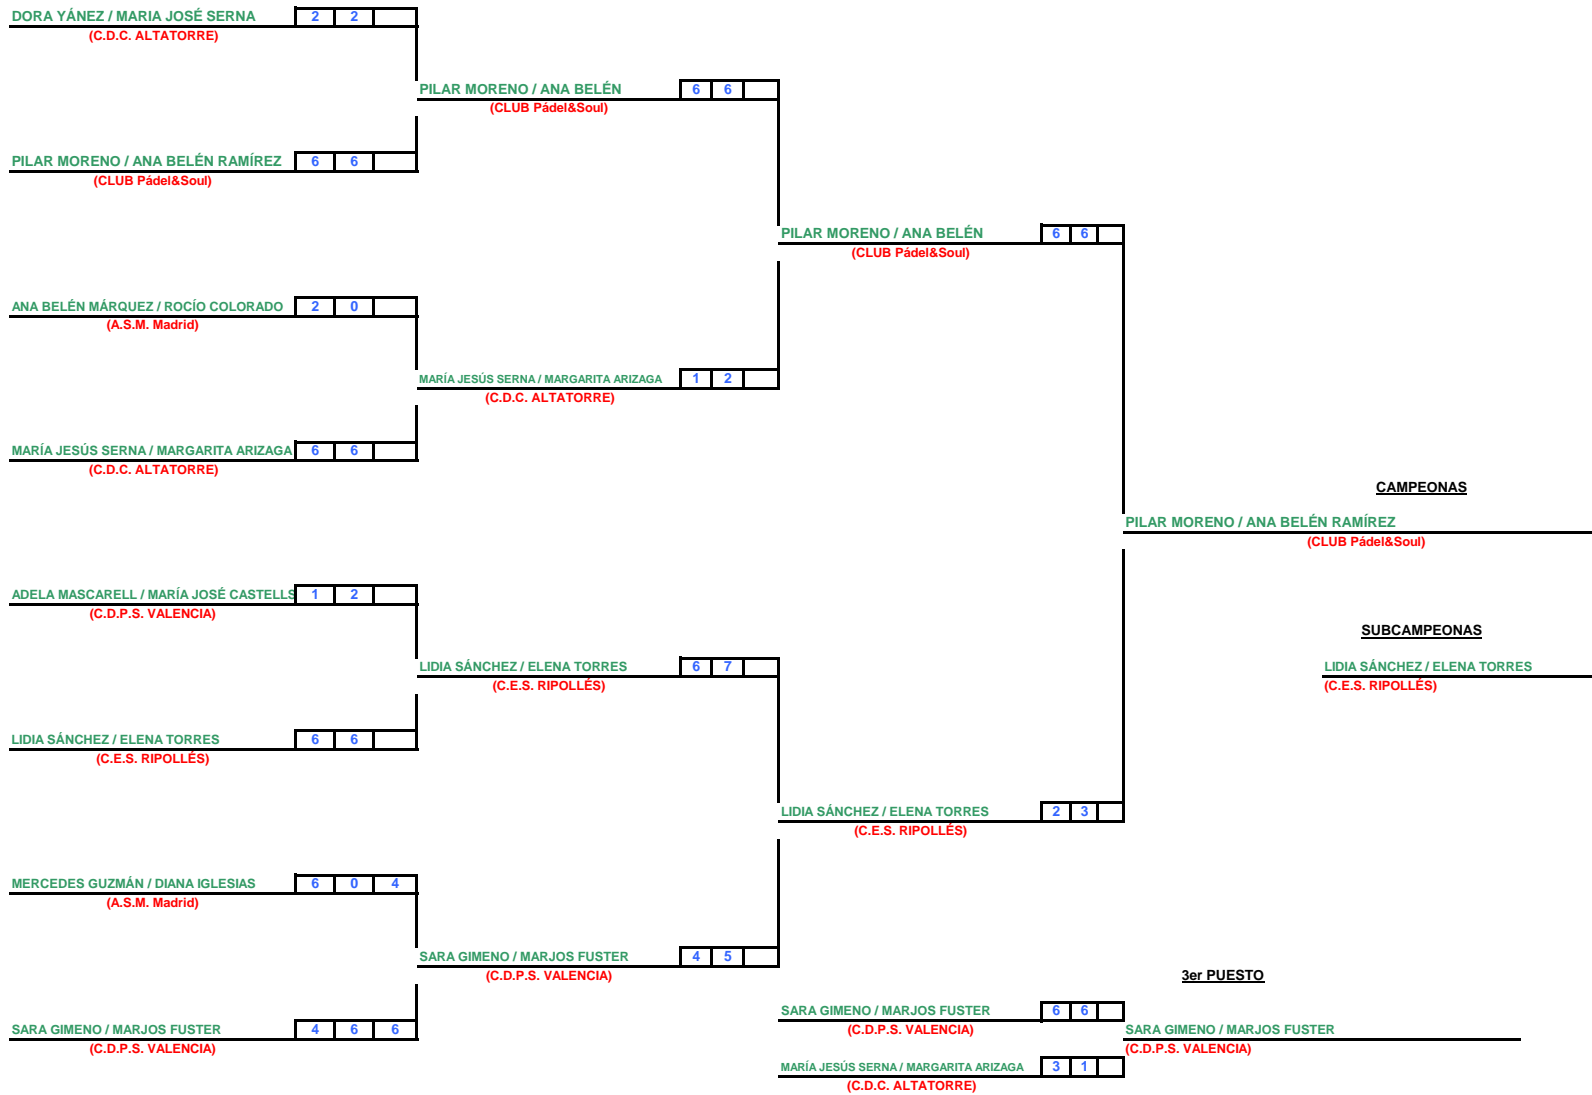 DORA YÁNEZ / MARIA JOSÉ SERNA 2 2
(C.D.C. ALTATORRE)
PILAR MORENO / ANA BELÉN 6 6
(CLUB Pádel&Soul)
PILAR MORENO / ANA BELÉN RAMÍREZ 6 6
(CLUB Pádel&Soul)
PILAR MORENO / ANA BELÉN 6 6
(CLUB Pádel&Soul)
ANA BELÉN MÁRQUEZ / ROCÍO COLORADO 2 0
(A.S.M. Madrid)
MARÍA JESÚS SERNA / MARGARITA ARIZAGA 1 2
(C.D.C. ALTATORRE)
MARÍA JESÚS SERNA / MARGARITA ARIZAGA 6 6
(C.D.C. ALTATORRE)
CAMPEONAS
PILAR MORENO / ANA BELÉN RAMÍREZ
(CLUB Pádel&Soul)
ADELA MASCARELL / MARÍA JOSÉ CASTELLS 1 2
(C.D.P.S. VALENCIA)
SUBCAMPEONAS
LIDIA SÁNCHEZ / ELENA TORRES 6 7
(C.E.S. RIPOLLÉS)
LIDIA SÁNCHEZ / ELENA TORRES
(C.E.S. RIPOLLÉS)
LIDIA SÁNCHEZ / ELENA TORRES 6 6
(C.E.S. RIPOLLÉS)
LIDIA SÁNCHEZ / ELENA TORRES 2 3
(C.E.S. RIPOLLÉS)
MERCEDES GUZMÁN / DIANA IGLESIAS 6 0 4
(A.S.M. Madrid)
SARA GIMENO / MARJOS FUSTER 4 5
(C.D.P.S. VALENCIA)
3er PUESTO
SARA GIMENO / MARJOS FUSTER 6 6
(C.D.P.S. VALENCIA)
SARA GIMENO / MARJOS FUSTER 4 6 6
(C.D.P.S. VALENCIA)
SARA GIMENO / MARJOS FUSTER
(C.D.P.S. VALENCIA)
MARÍA JESÚS SERNA / MARGARITA ARIZAGA 3 1
(C.D.C. ALTATORRE)